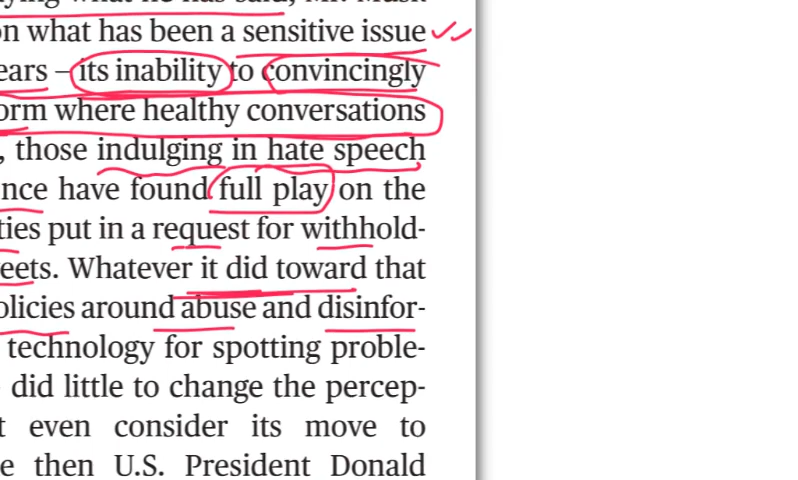 on what has been a sensitive issue
ears – its inability to convincingly
orm where healthy conversations
, those indulging in hate speech
nce have found full play on the
ties put in a request for withhold-
eets. Whatever it did toward that
olicies around abuse and disinfor-
technology for spotting proble-
did little to change the percep-
t even consider its move to
e then U.S. President Donald